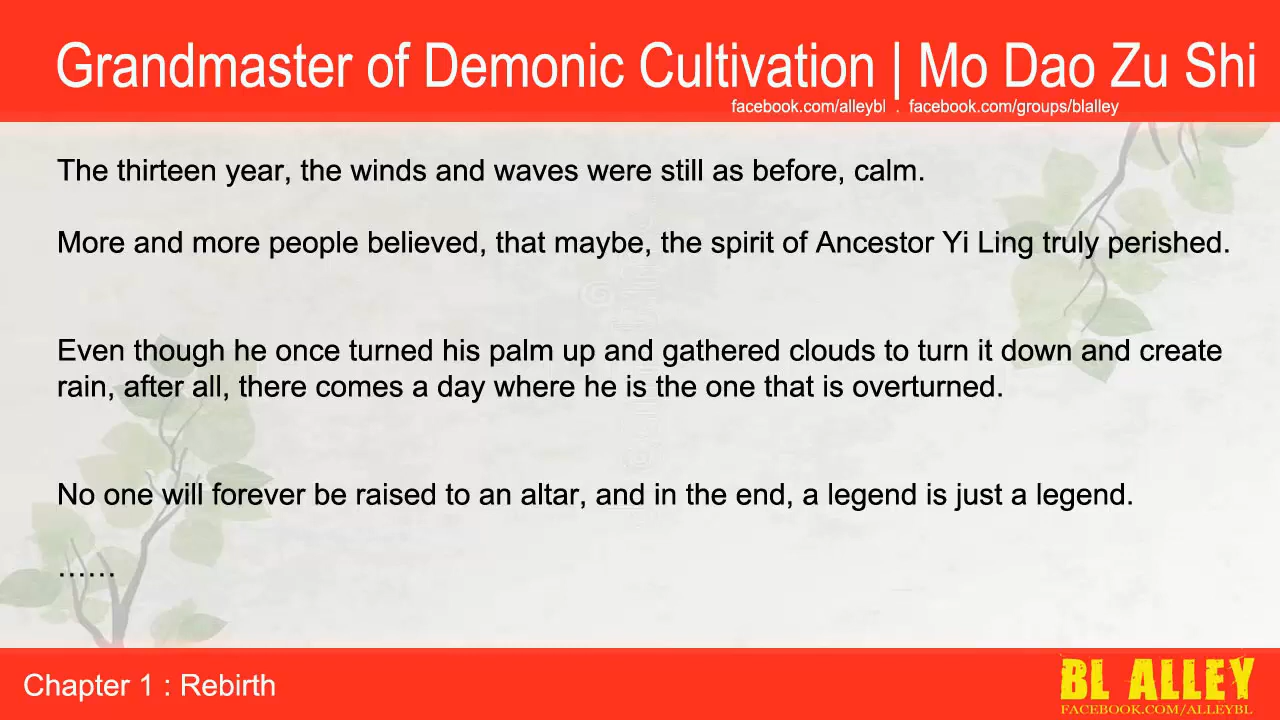 Grandmaster of Demonic Cultivation | Mo Dao Zu Shi
facebook.com/alleybl . facebook.com/groups/blalley
The thirteen year, the winds and waves were still as before, calm.
More and more people believed, that maybe, the spirit of Ancestor Yi Ling truly perished.
Even though he once turned his palm up and gathered clouds to turn it down and create
rain, after all, there comes a day where he is the one that is overturned.
No one will forever be raised to an altar, and in the end, a legend is just a legend.
......
Chapter 1 : Rebirth
BL ALLEY
FACEBOOK.COM/ALLEYBL